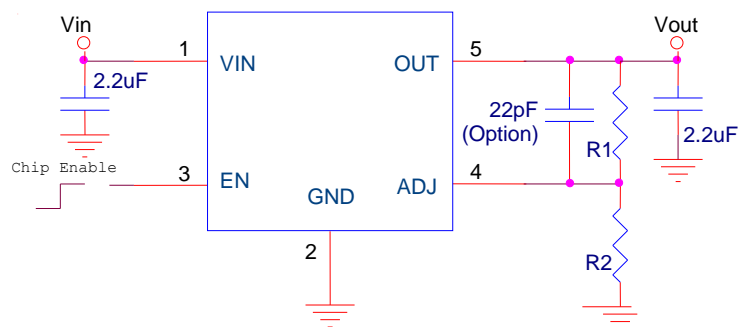 Vin
Vout
1
5
VIN
OUT
2.2uF
22pF
(Option)
R1
2.2uF
Chip Enable
3
4
EN
ADJ
GND
2
R2